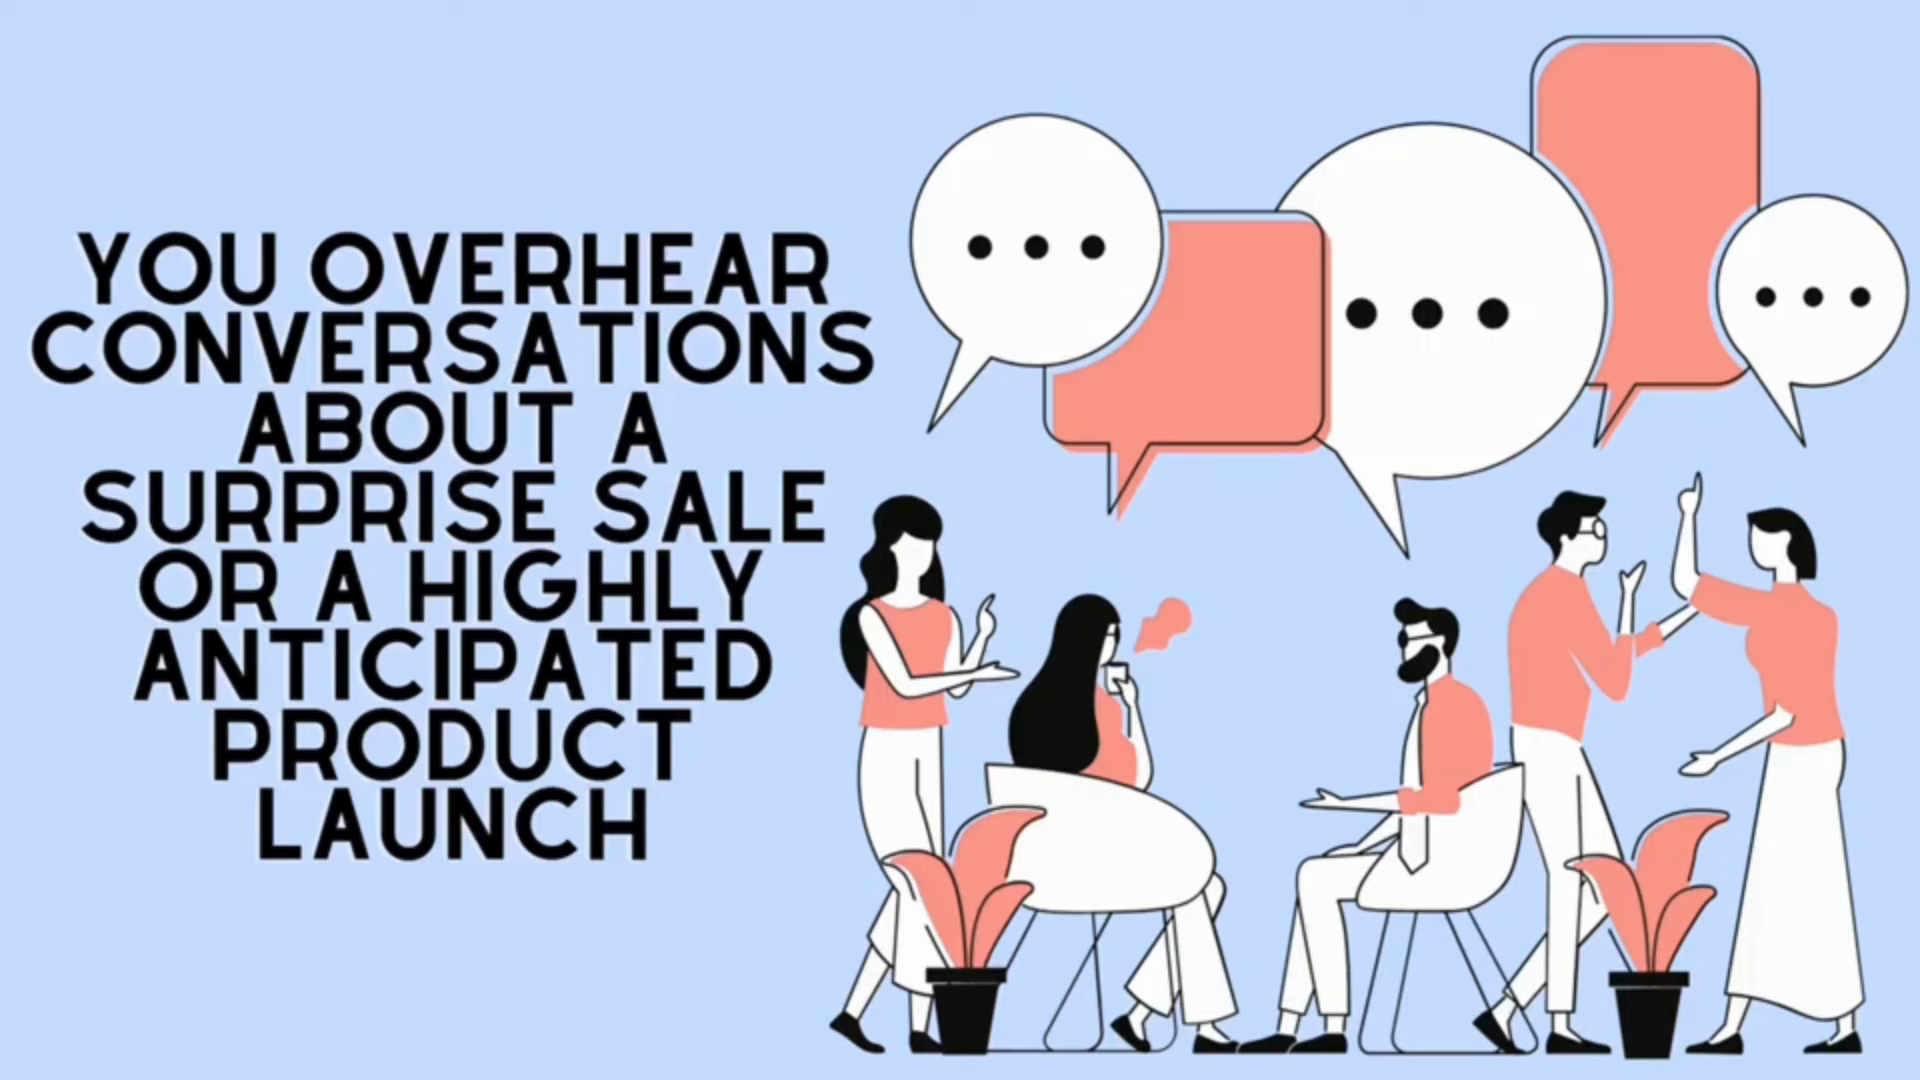 YOU OVERHEAR
CONVERSATIONS
ABOUT A
SURPRISE SALE
OR A HIGHLY
ANTICIPATED
PRODUCT
LAUNCH